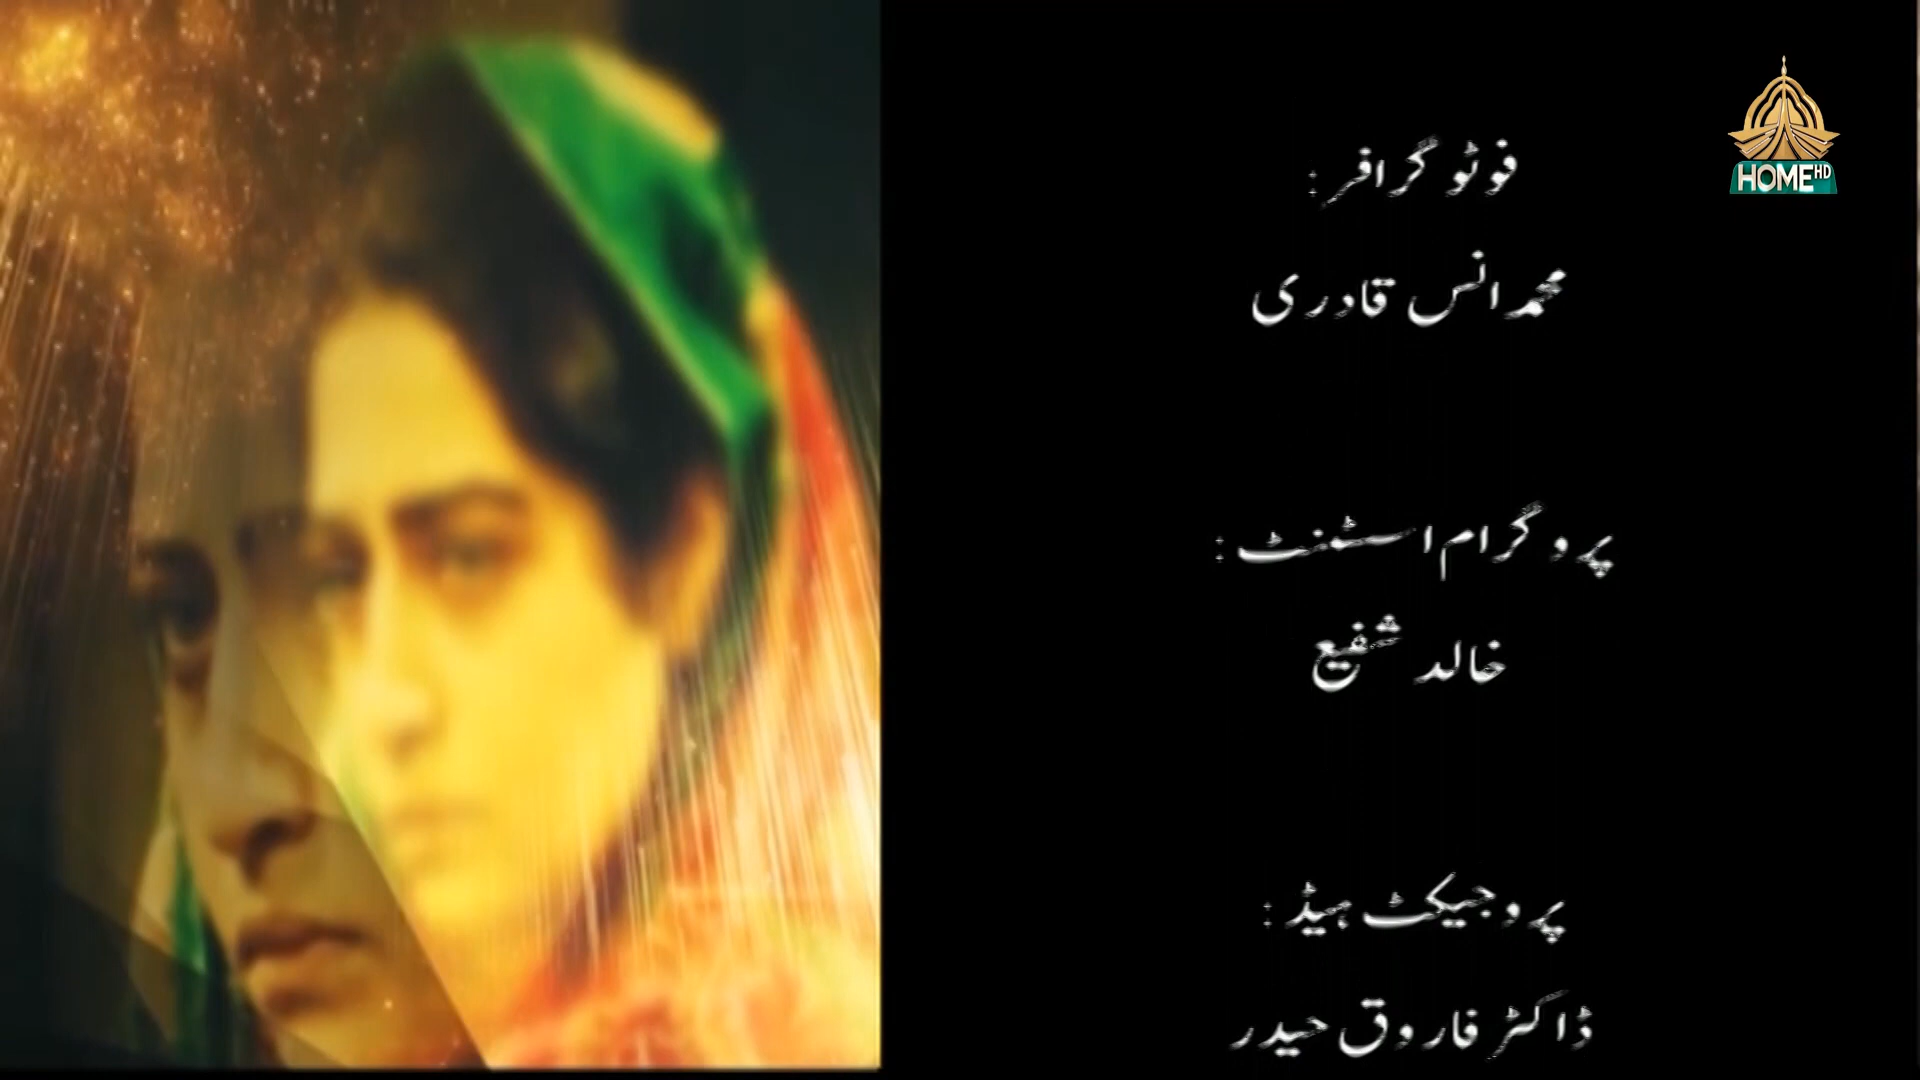 HOME HD
فوٹو گرافر:
محمد انس قادری
پروگرام اسسٹنٹ:
خالد شفیع
پروجیکٹ ہیڈ:
ڈاکٹر فاروق حیدر